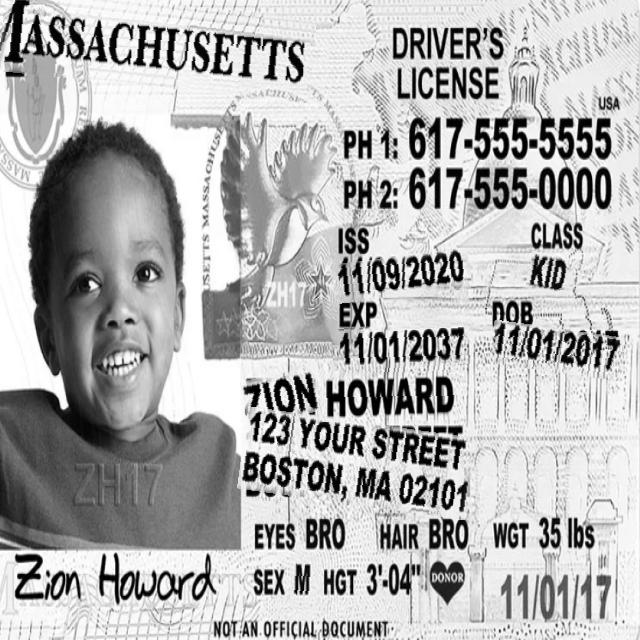 MASSACHUSETTS
DRIVER'S
LICENSE
USA
PH 1: 617-555-5555
PH 2: 617-555-0000
ISS
11/09/2020
CLASS
KID
EXP
11/01/2037
DOB
11/01/2017
ZH17
ZION HOWARD
123 YOUR STREET
BOSTON, MA 02101
ZH17
EYES BRO HAIR BRO WGT 35 lbs
SEX M HGT 3'-04" DONOR
11/01/17
Zion Howard
NOT AN OFFICIAL DOCUMENT